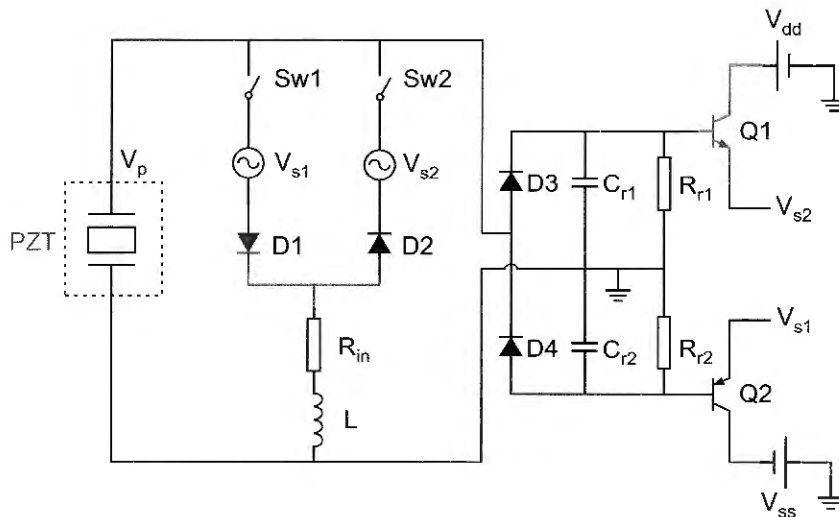 V_dd
Sw1
Sw2
Q1
V_p
V_s1
V_s2
D3
C_r1
R_r1
V_s2
PZT
D1
D2
V_s1
R_in
D4
C_r2
R_r2
Q2
L
V_ss